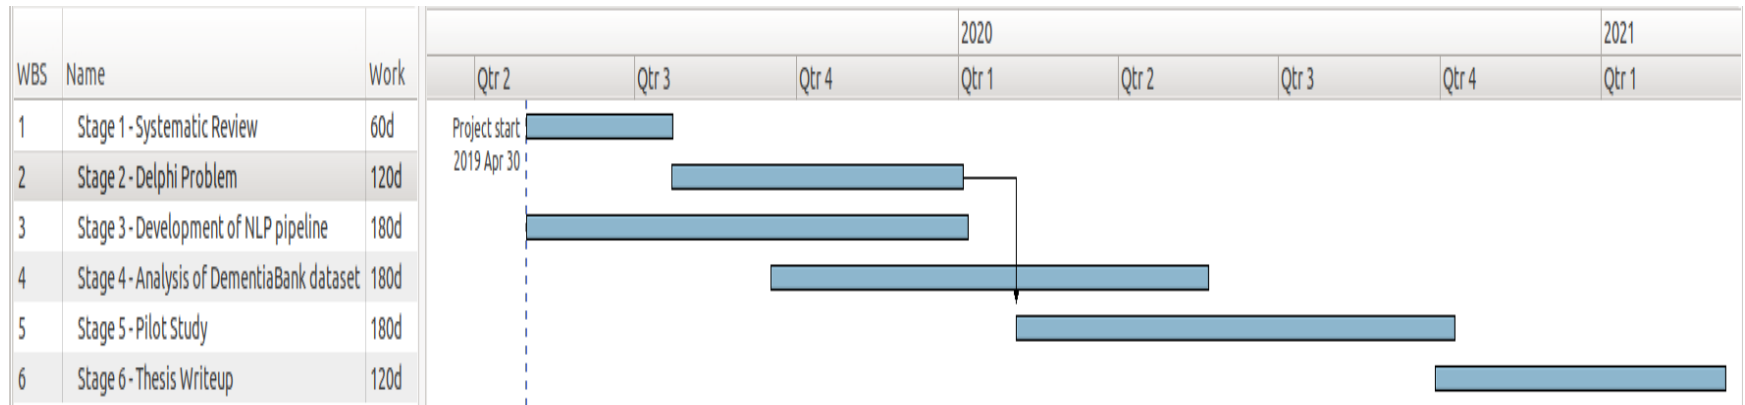 2020 2021
WBS Name Work Qtr 2 Qtr 3 Qtr 4 Qtr 1 Qtr 2 Qtr 3 Qtr 4 Qtr 1
1 Stage 1 - Systematic Review 60d Project start
2019 Apr 30
2 Stage 2 - Delphi Problem 120d
3 Stage 3 - Development of NLP pipeline 180d
4 Stage 4 - Analysis of DementiaBank dataset 180d
5 Stage 5 - Pilot Study 180d
6 Stage 6 - Thesis Writeup 120d